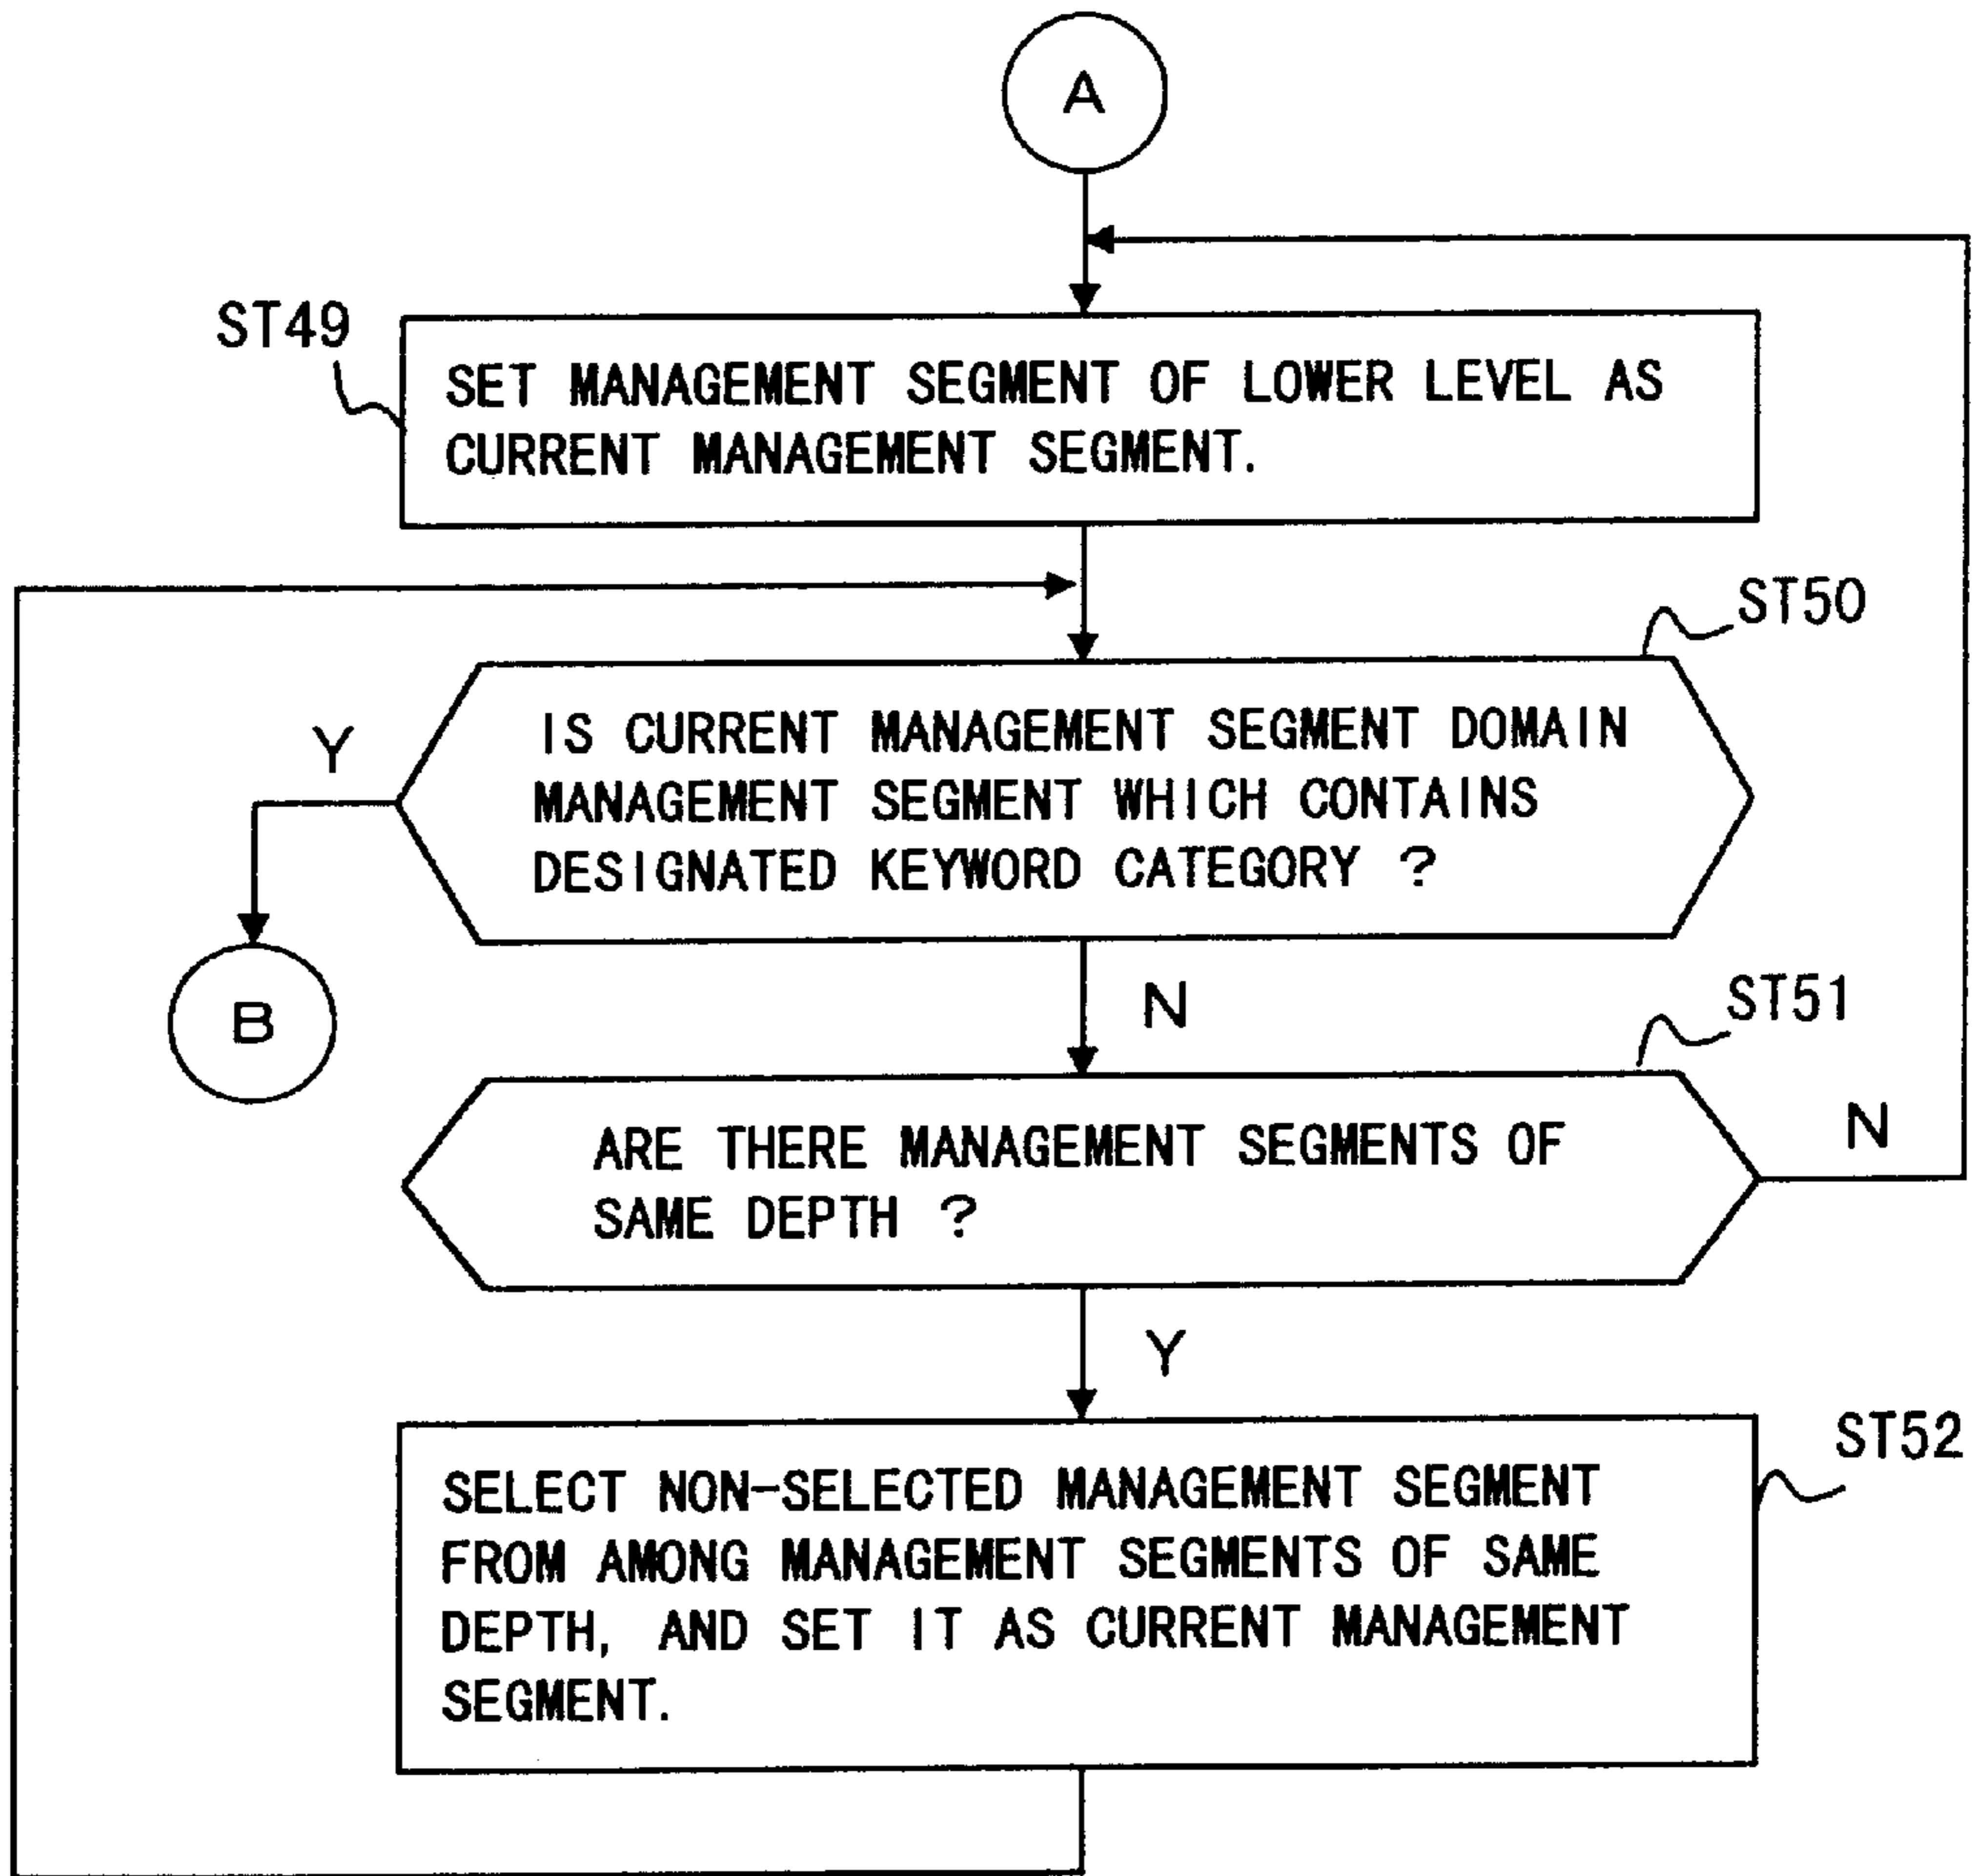 A
ST49
SET MANAGEMENT SEGMENT OF LOWER LEVEL AS
CURRENT MANAGEMENT SEGMENT.
ST50
Y
IS CURRENT MANAGEMENT SEGMENT DOMAIN
MANAGEMENT SEGMENT WHICH CONTAINS
DESIGNATED KEYWORD CATEGORY ?
B
N
ST51
ARE THERE MANAGEMENT SEGMENTS OF
SAME DEPTH ?
N
Y
ST52
SELECT NON-SELECTED MANAGEMENT SEGMENT
FROM AMONG MANAGEMENT SEGMENTS OF SAME
DEPTH, AND SET IT AS CURRENT MANAGEMENT
SEGMENT.